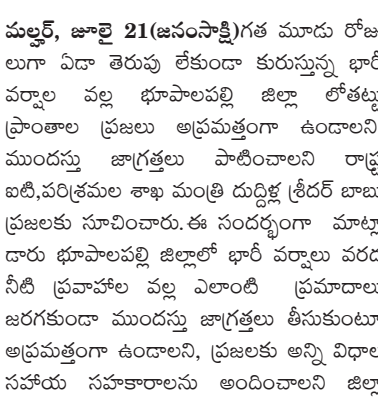 మల్హర్, జూలై 21(జనంసాక్షి)గత మూడు రోజు
లుగా ఏడా తెరుపు లేకుండా కురుస్తున్న భారీ
వర్షాల వల్ల భూపాలపల్లి జిల్లా లోతట్టు
ప్రాంతాల ప్రజలు అప్రమత్తంగా ఉండాలని
ముందస్తు జాగ్రత్తలు పాటించాలని రాష్ట్ర
ఐటి,పరిశ్రమల శాఖ మంత్రి దుద్దిళ్ల శ్రీదర్ బాబు
ప్రజలకు సూచించారు.ఈ సందర్భంగా మాట్లా
డారు భూపాలపల్లి జిల్లాలో భారీ వర్షాలు వరద
నీటి ప్రవాహాల వల్ల ఎలాంటి ప్రమాదాలు
జరగకుండా ముందస్తు జాగ్రత్తలు తీసుకుంటూ
అప్రమత్తంగా ఉండాలని, ప్రజలకు అన్ని విధాల
సహాయ సహకారాలను అందించాలని జిల్లా